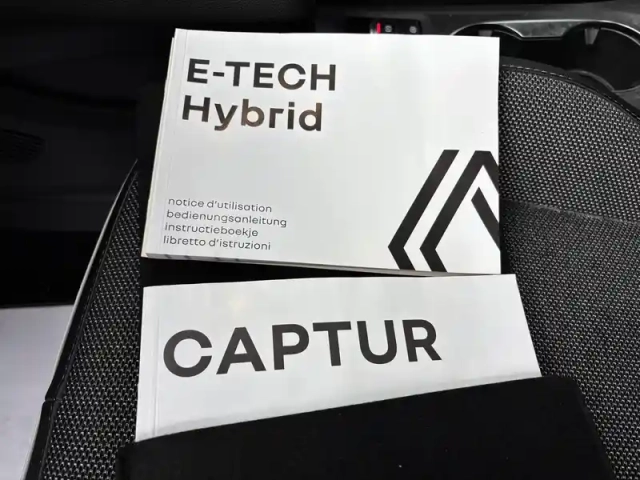 E-TECH
Hybrid
notice d'utilisation
bedienungsanleitung
instructieboekje
libretto d'istruzioni
CAPTUR